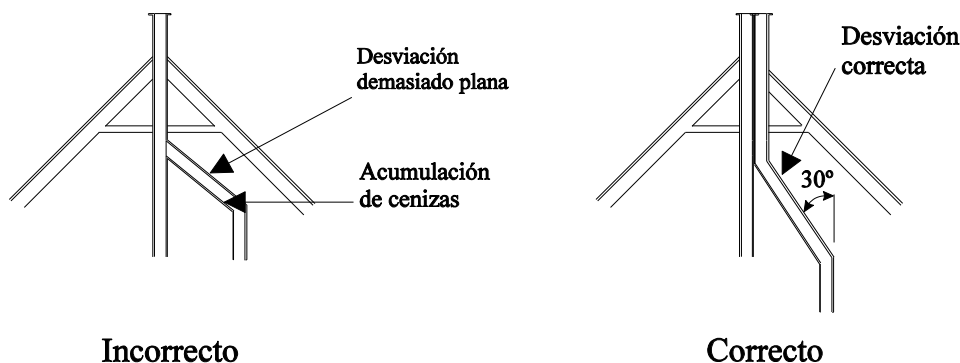 Desviación
demasiado plana
Acumulación
de cenizas
Incorrecto
Desviación
correcta
30º
Correcto